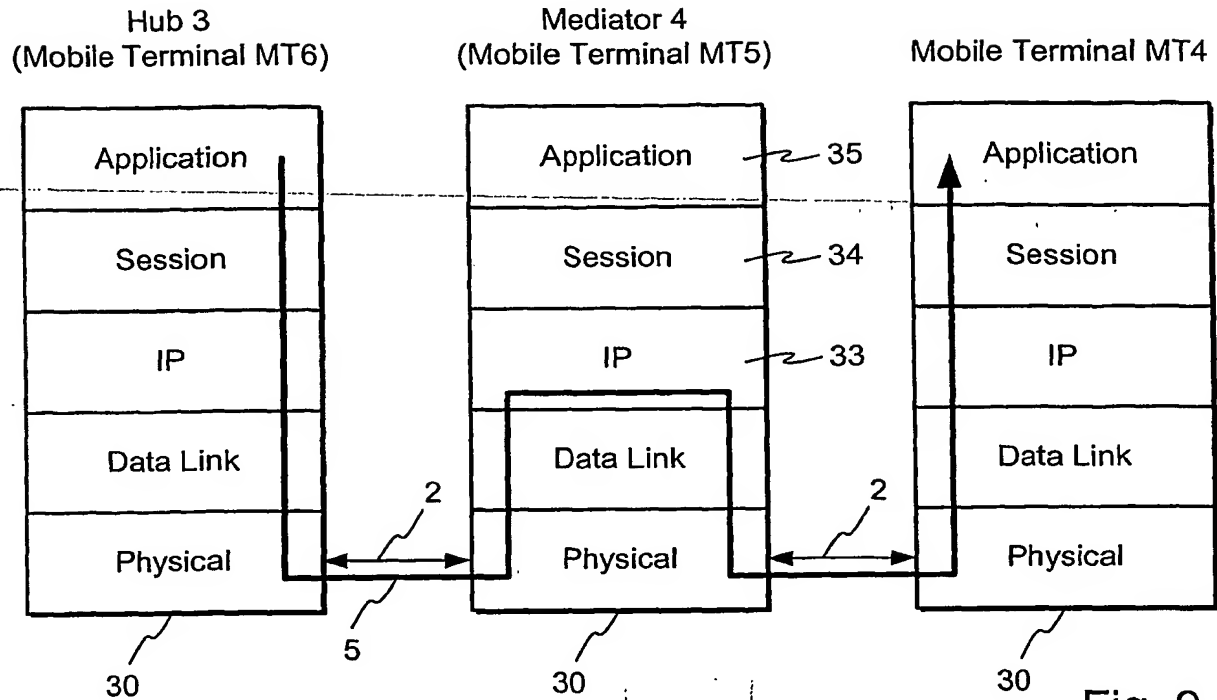 Hub 3
(Mobile Terminal MT6)
Mediator 4
(Mobile Terminal MT5)
Mobile Terminal MT4
Application
Application
35
Application
Session
Session
34
Session
IP
IP
33
IP
Data Link
Data Link
Data Link
2
2
Physical
Physical
Physical
5
30
30
30